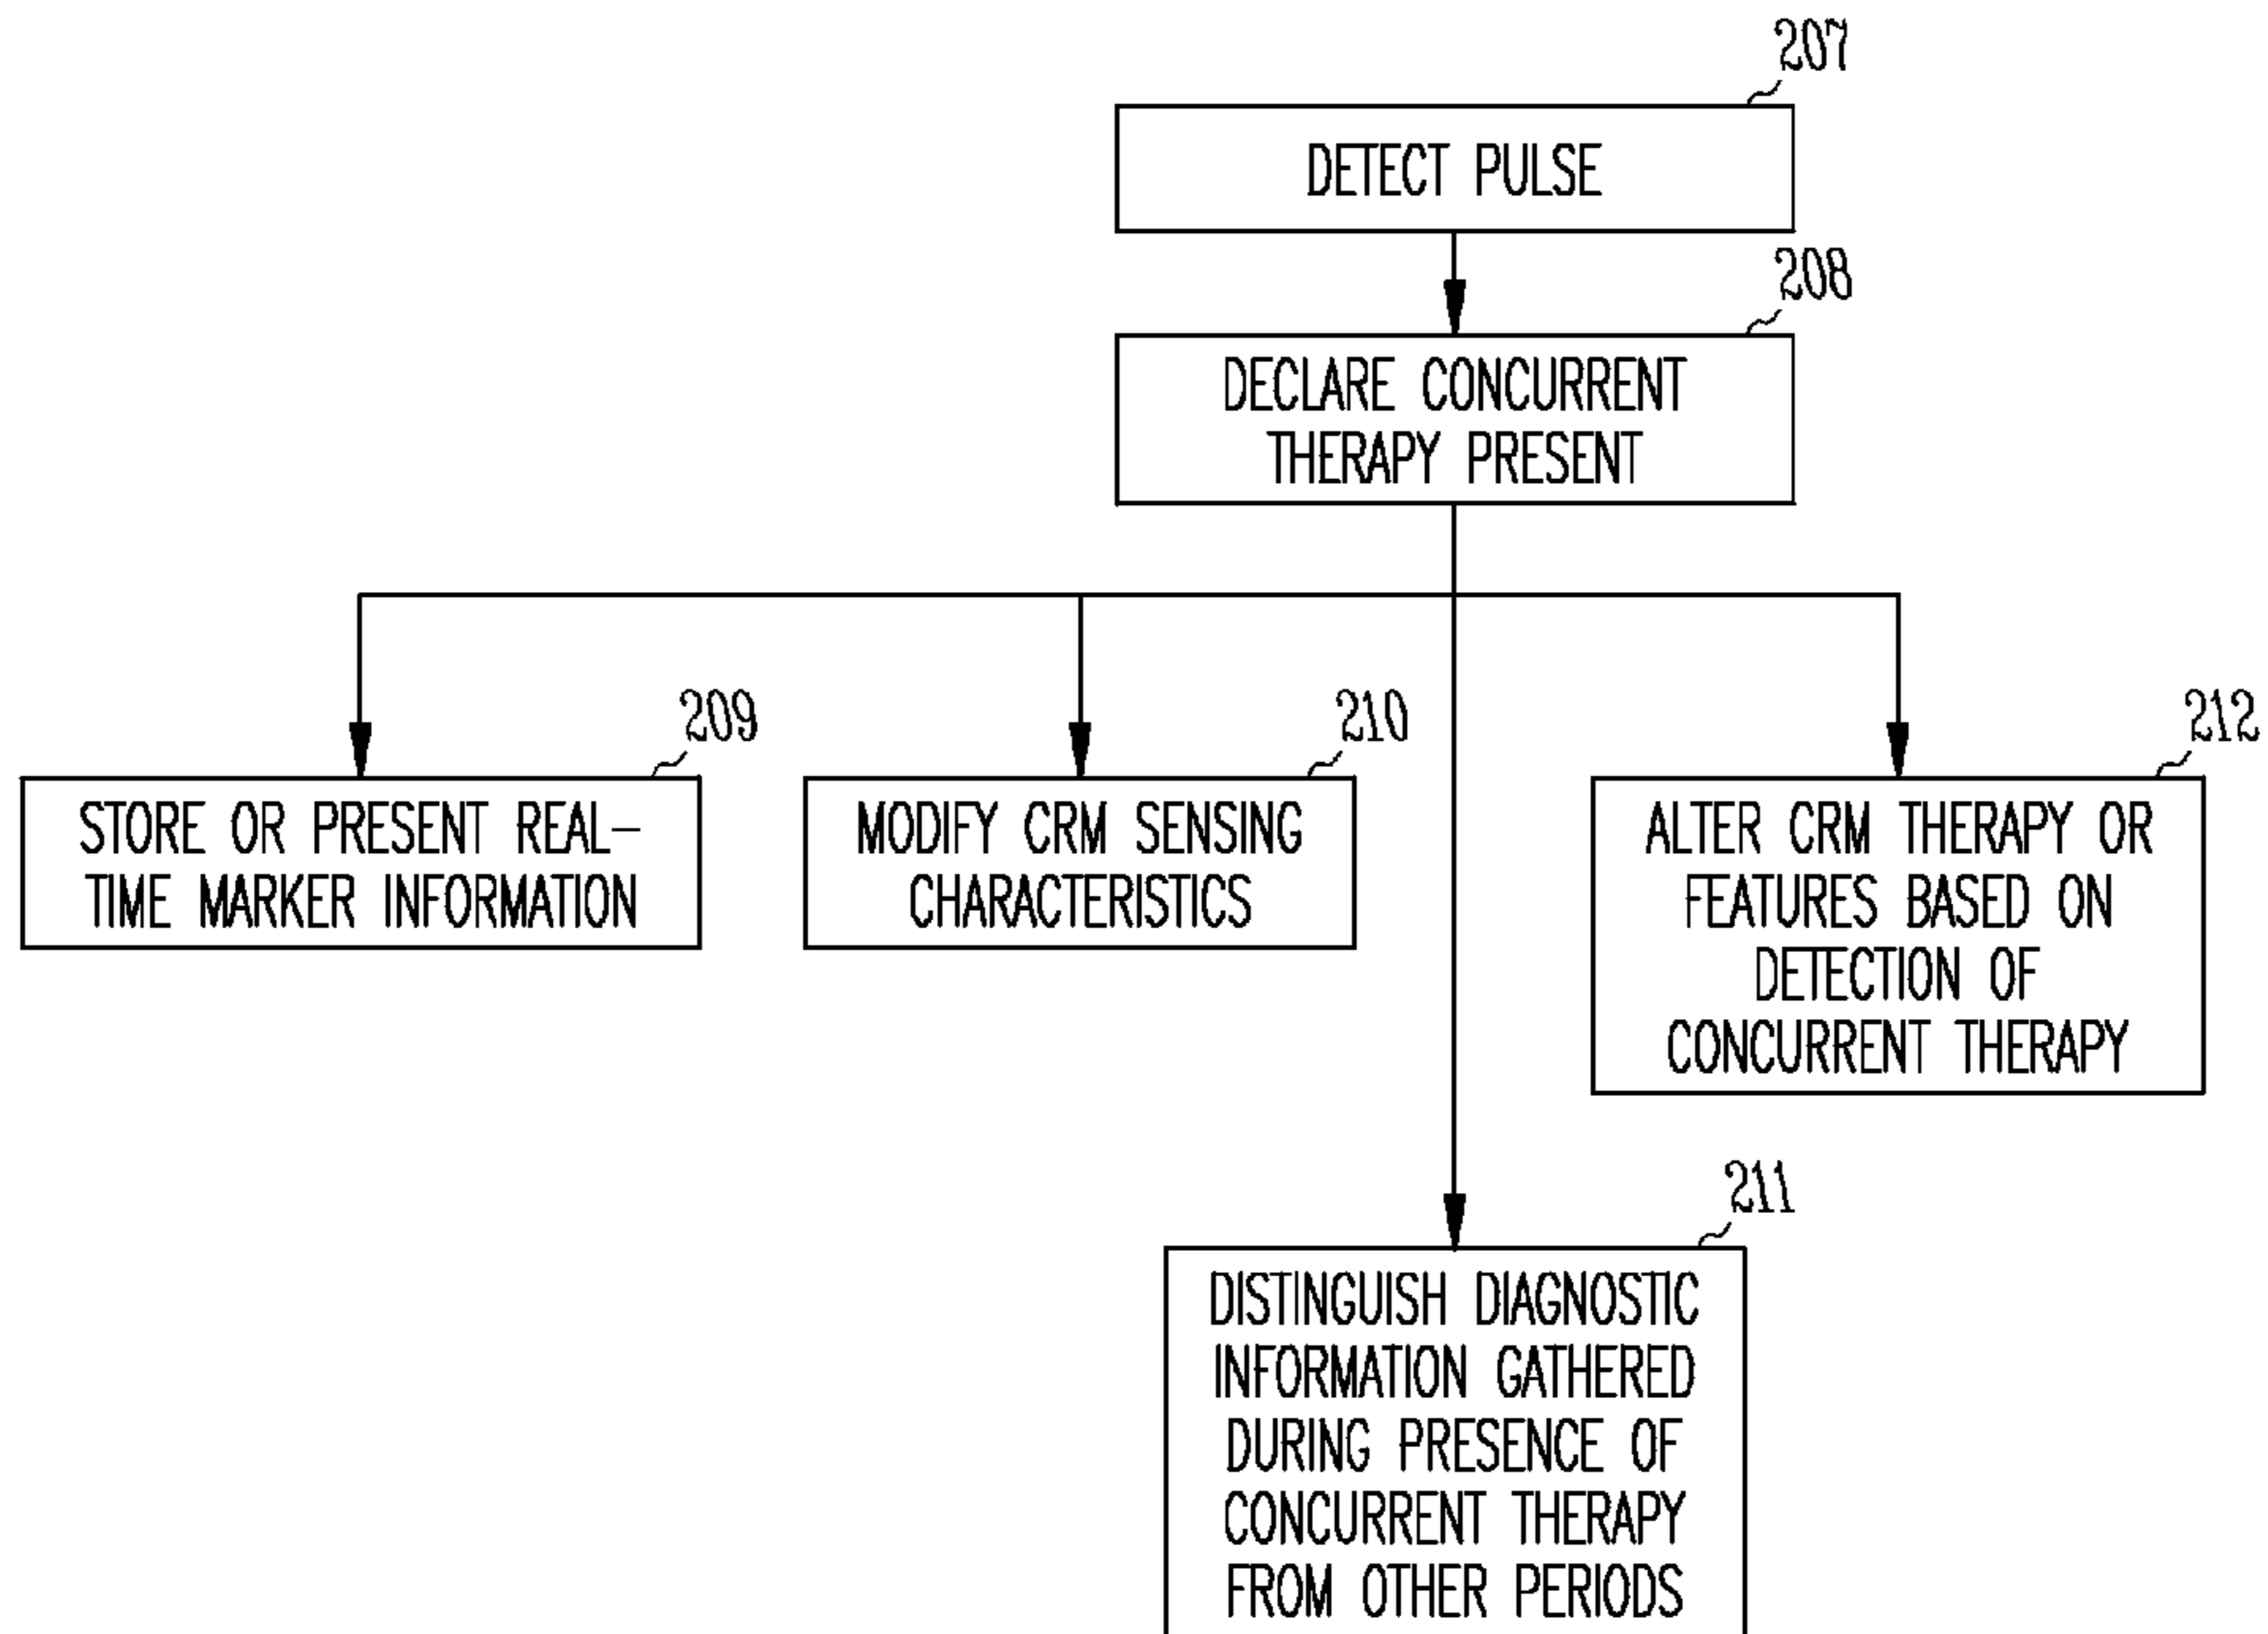 207
DETECT PULSE
208
DECLARE CONCURRENT
THERAPY PRESENT
209
STORE OR PRESENT REAL-
TIME MARKER INFORMATION
210
MODIFY CRM SENSING
CHARACTERISTICS
212
ALTER CRM THERAPY OR
FEATURES BASED ON
DETECTION OF
CONCURRENT THERAPY
211
DISTINGUISH DIAGNOSTIC
INFORMATION GATHERED
DURING PRESENCE OF
CONCURRENT THERAPY
FROM OTHER PERIODS